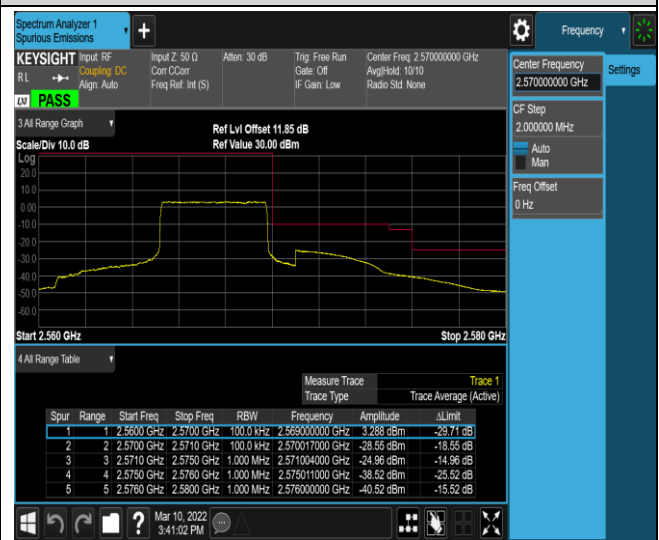 Spectrum Analyzer 1
Spurious Emissions
Frequency
KEYSIGHT Input: RF Input Z: 50 Ω Atten: 30 dB Trig: Free Run Center Freq: 2.570000000 GHz
RL Coupling: DC Corr CCorr Gate: Off Avg|Hold: 10/10
Align: Auto Freq Ref: Int (S) IF Gain: Low Radio Std: None
LW PASS
3 All Range Graph
Ref Lvl Offset 11.85 dB
Scale/Div 10.0 dB Ref Value 30.00 dBm
Log
20.0
10.0
0.00
-10.0
-20.0
-30.0
-40.0
-50.0
-60.0
Start 2.560 GHz Stop 2.580 GHz
4 All Range Table
Measure Trace Trace 1
Trace Type Trace Average (Active)
Spur Range Start Freq Stop Freq RBW Frequency Amplitude ΔLimit
1 1 2.5600 GHz 2.5700 GHz 100.0 kHz 2.569000000 GHz 3.288 dBm -29.71 dB
2 2 2.5700 GHz 2.5710 GHz 100.0 kHz 2.570017000 GHz -28.55 dBm -18.55 dB
3 3 2.5710 GHz 2.5750 GHz 1.000 MHz 2.571004000 GHz -24.96 dBm -14.96 dB
4 4 2.5750 GHz 2.5760 GHz 1.000 MHz 2.575011000 GHz -38.52 dBm -25.52 dB
5 5 2.5760 GHz 2.5800 GHz 1.000 MHz 2.576000000 GHz -40.52 dBm -15.52 dB
Mar 10, 2022
3:41:02 PM
Center Frequency
2.570000000 GHz
Settings
CF Step
2.000000 MHz
Auto
Man
Freq Offset
0 Hz